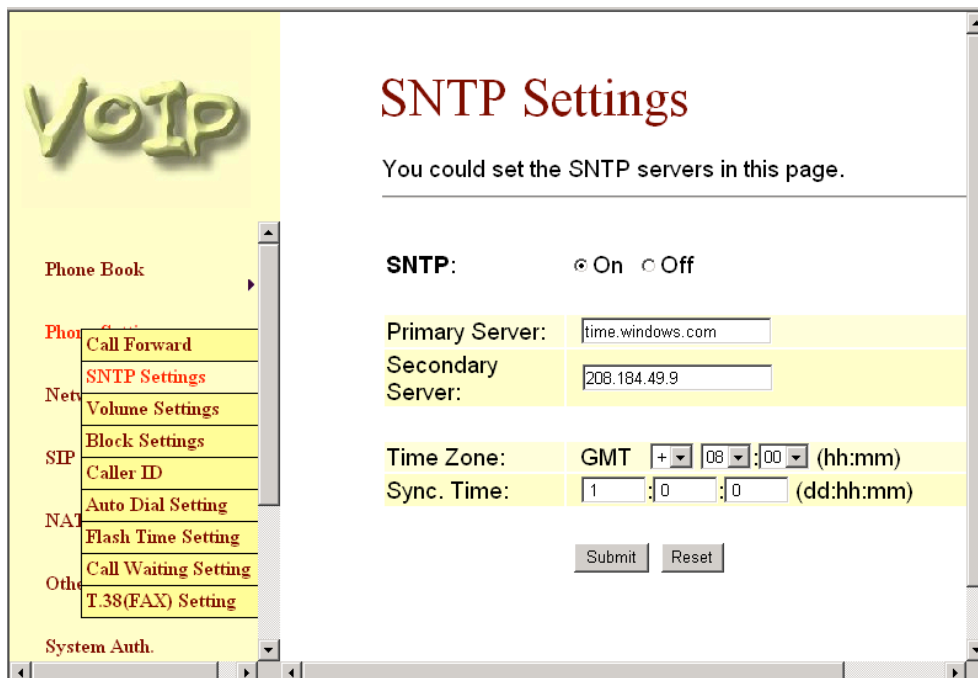 VoIP
SNTP Settings
You could set the SNTP servers in this page.
Phone Book
Call Forward
SNTP Settings
Volume Settings
Block Settings
SIP
Caller ID
Auto Dial Setting
Flash Time Setting
Call Waiting Setting
T.38(FAX) Setting
System Auth.
SNTP: On Off
Primary Server: time.windows.com
Secondary
Server: 208.184.49.9
Time Zone: GMT + 08 : 00 (hh:mm)
Sync. Time: 1 : 0 : 0 (dd:hh:mm)
Submit Reset